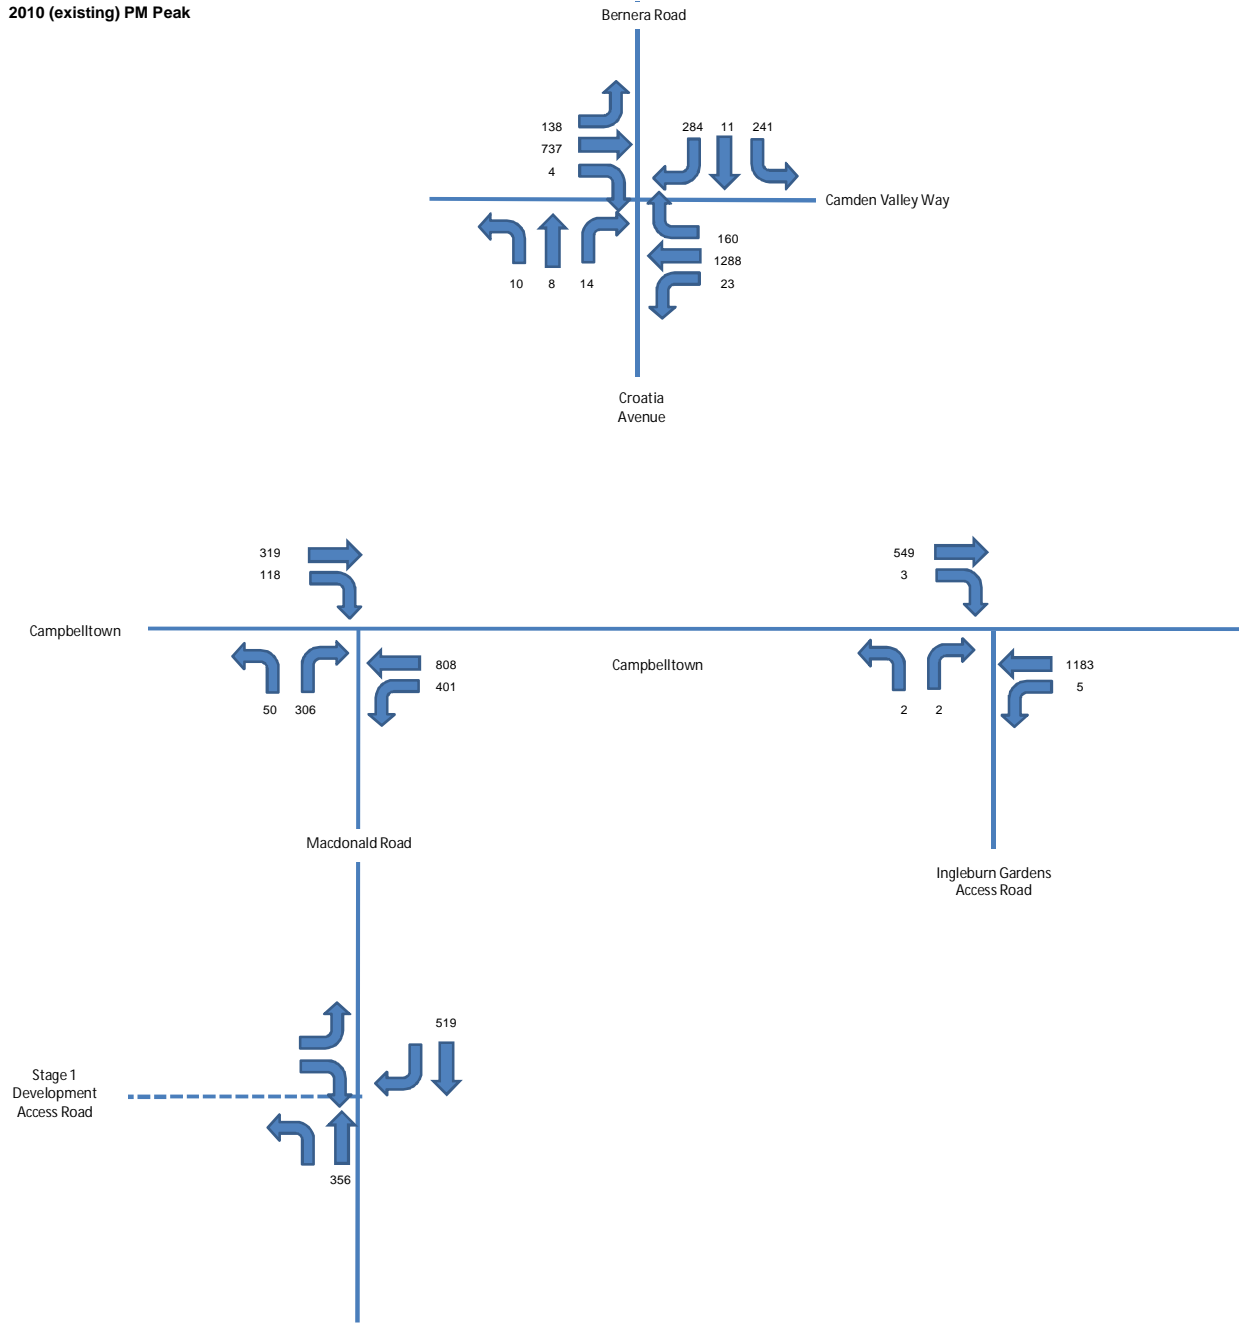 2010 (existing) PM Peak
Bernera Road
138
737
4
284 11 241
Camden Valley Way
160
1288
23
10 8 14
Croatia
Avenue
319
118
549
3
Campbelltown
Campbelltown
808
401
50 306
1183
5
2 2
Macdonald Road
Ingleburn Gardens
Access Road
519
Stage 1
Development
Access Road
356